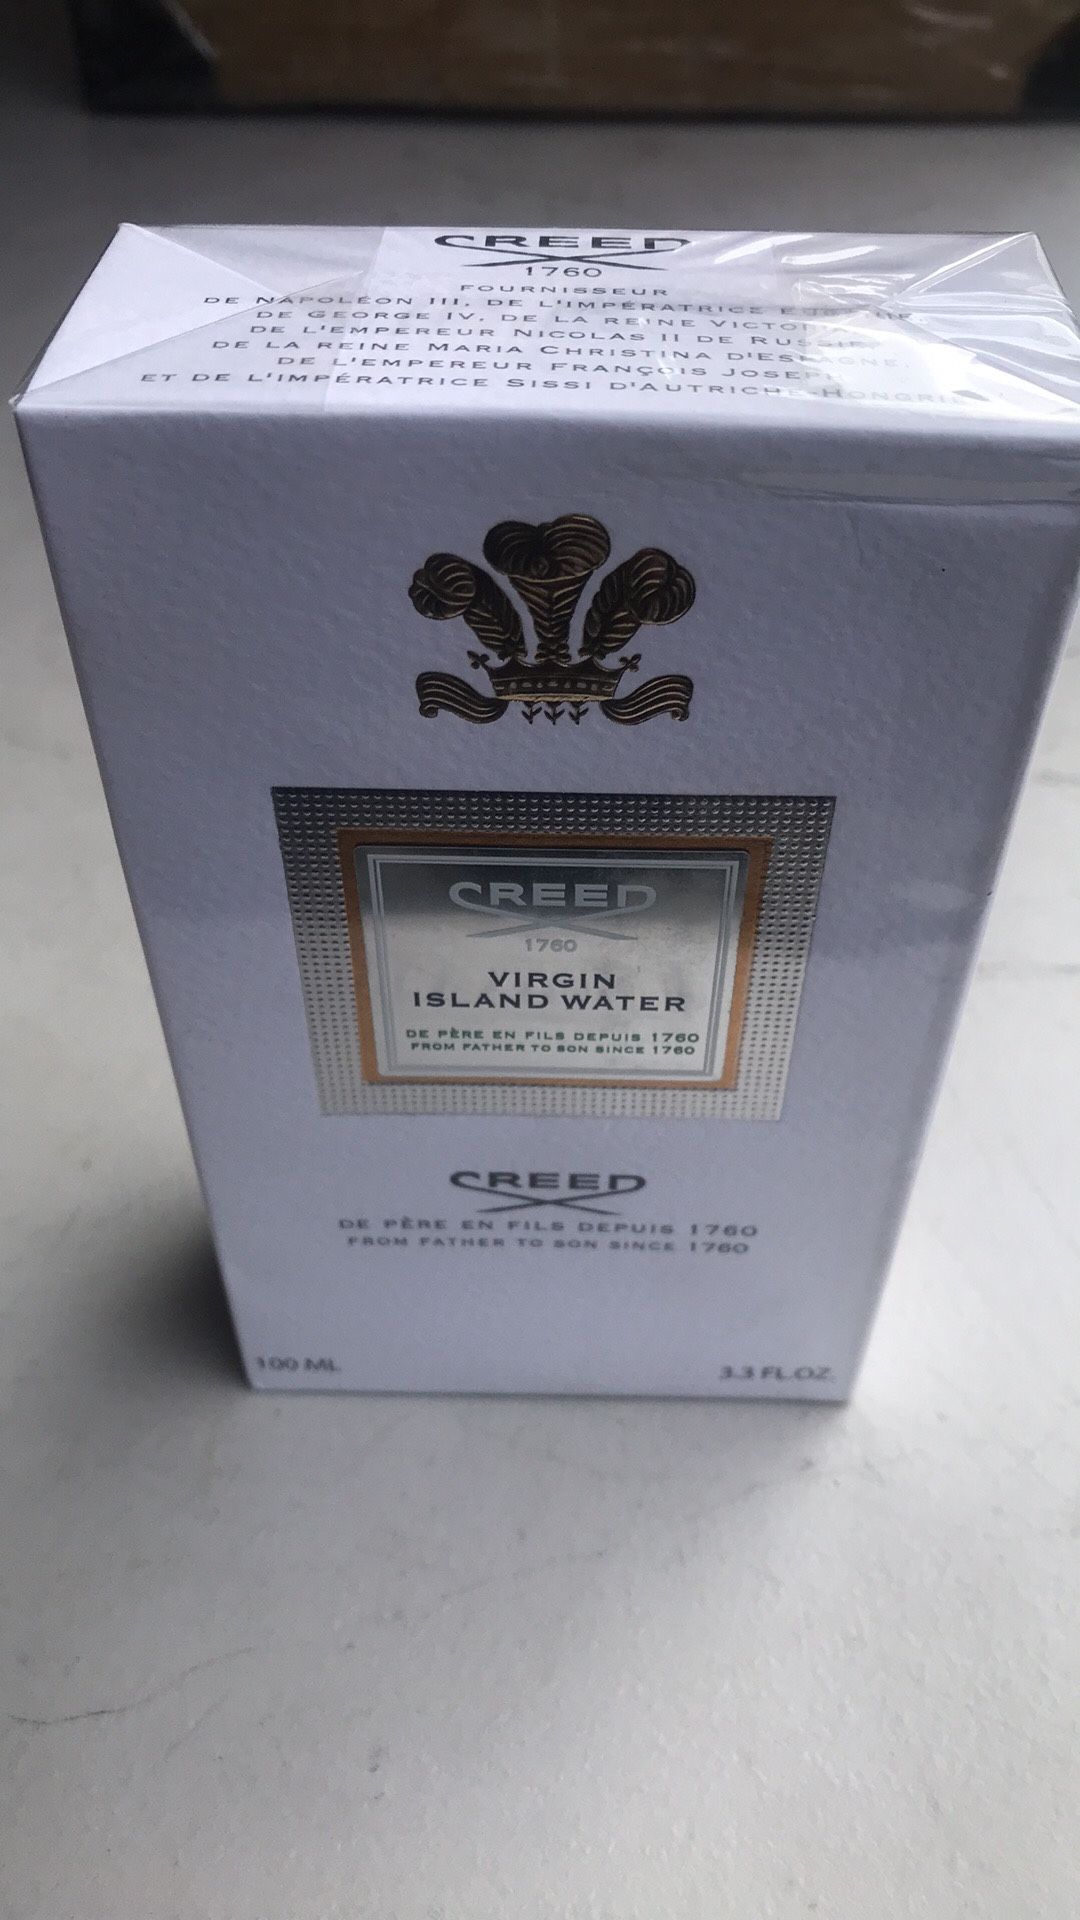 CREED
1760
FOURNISSEUR
DE NAPOLÉON III, DE L'IMPÉRATRICE
DE GEORGE IV, DE LA REINE
DE L'EMPEREUR NICOLAS II DE
DE LA REINE MARIA CHRISTINA D'ESPAGNE,
DE L'EMPEREUR FRANÇOIS JOSEPH
ET DE L'IMPÉRATRICE SISSI D'AUTRICHE-HONGRIE
CREED
1760
VIRGIN
ISLAND WATER
DE PÈRE EN FILS DEPUIS 1760
FROM FATHER TO SON SINCE 1760
CREED
DE PÈRE EN FILS DEPUIS 1760
FROM FATHER TO SON SINCE 1760
100 ML
3.3 FL.OZ.